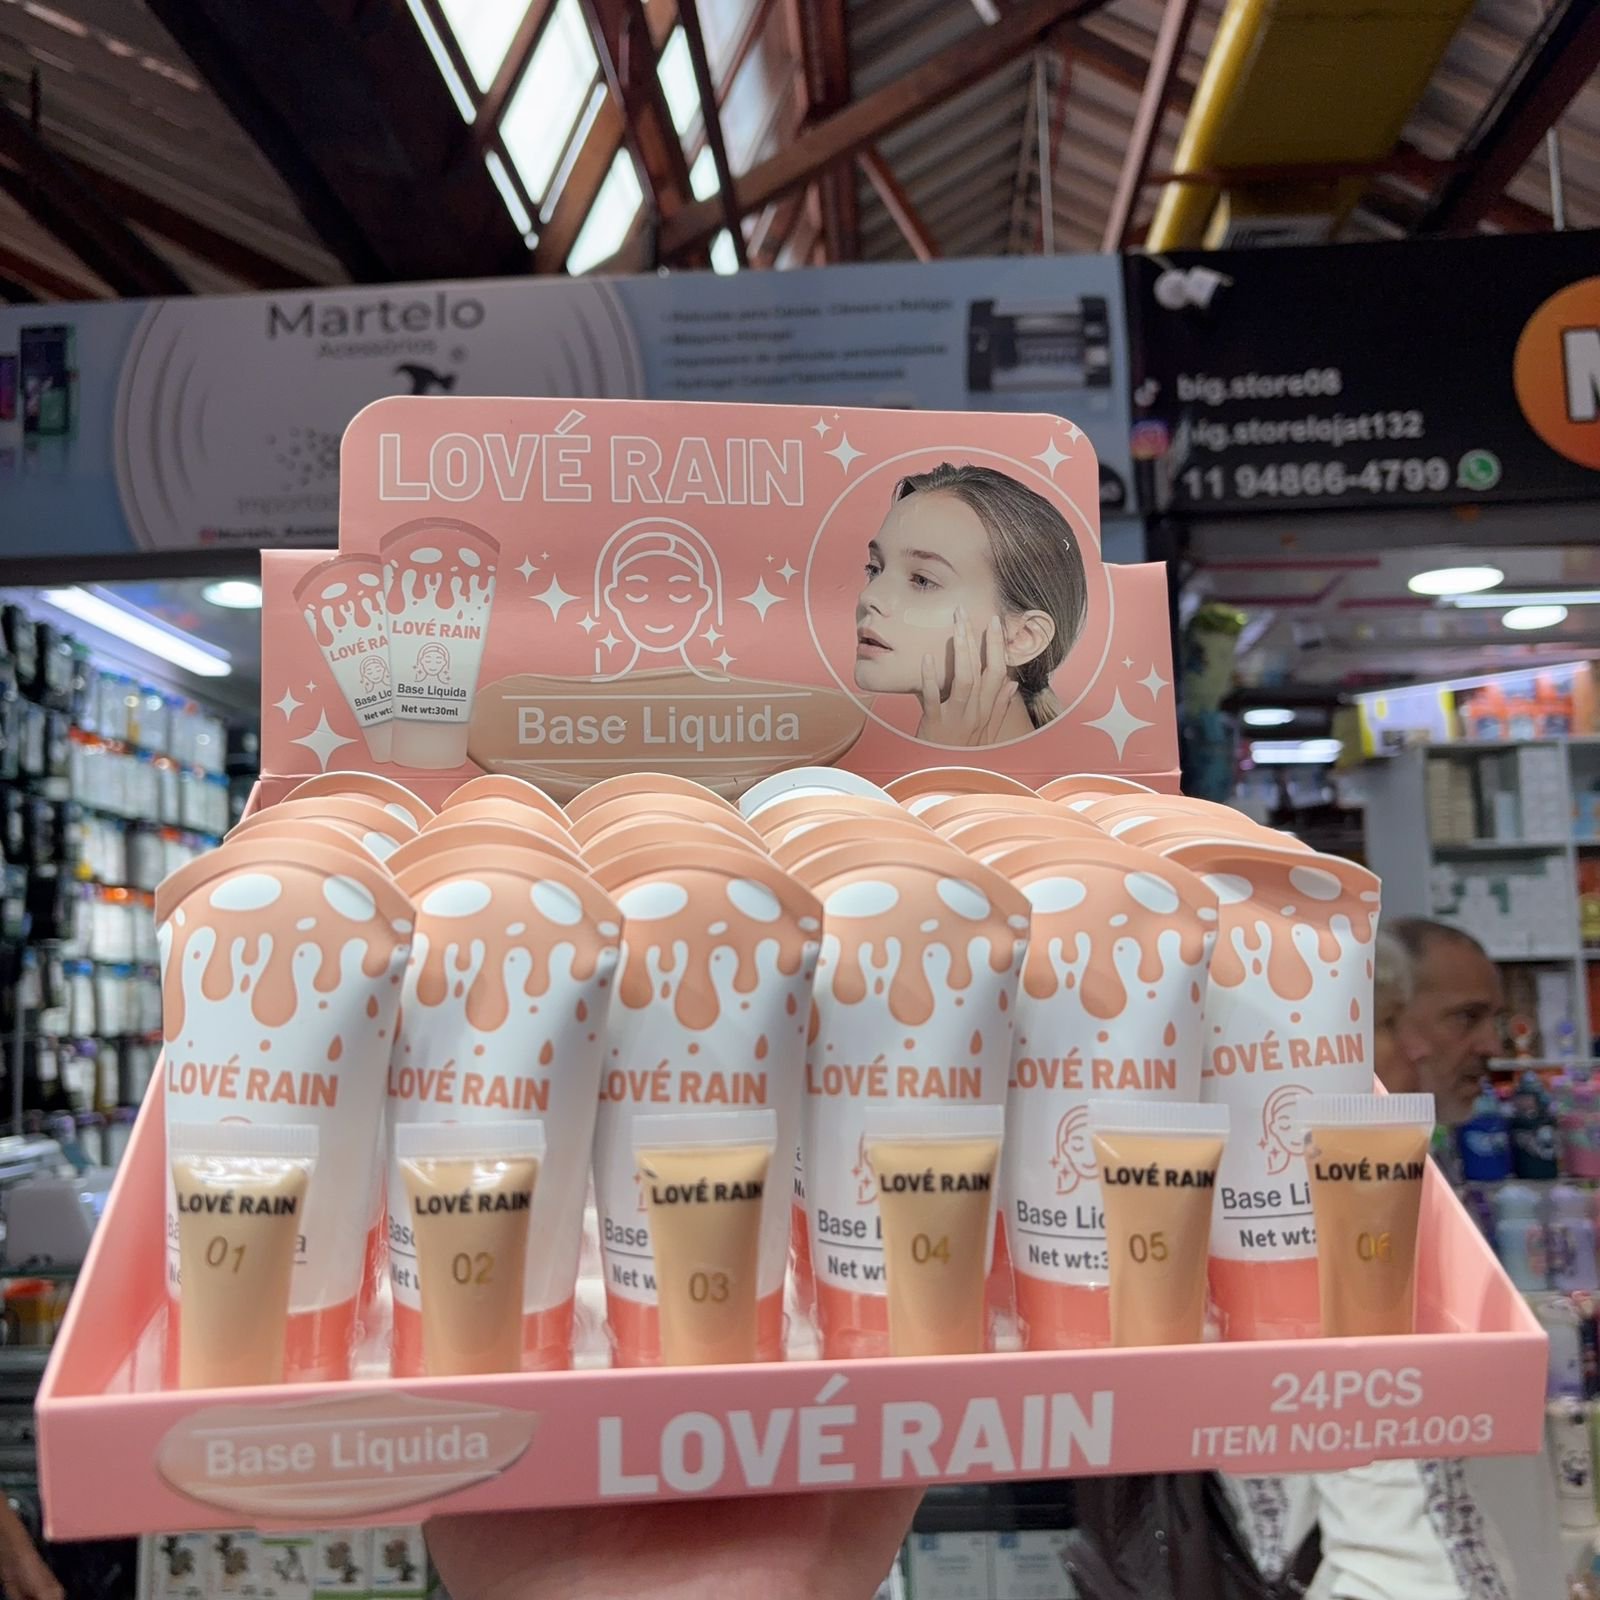 Martelo
Acessórios
big.store08
big.storelojat132
11 94866-4799
LOVÉ RAIN
LOVÉ RAIN
Base Liquida
Net wt:30ml
Base Liquida
LOVÉ RAIN
LOVÉ RAIN
LOVÉ RAIN
LOVÉ RAIN
LOVÉ RAIN
LOVÉ RAIN
LOVÉ RAIN
01
LOVÉ RAIN
02
LOVÉ RAIN
03
LOVÉ RAIN
04
LOVÉ RAIN
05
LOVÉ RAIN
06
Base Liquida
LOVÉ RAIN
24PCS
ITEM NO:LR1003